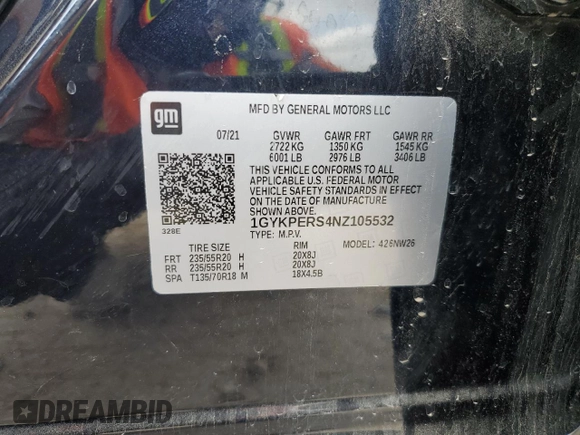 MFD BY GENERAL MOTORS LLC
gm
07/21 GVWR GAWR FRT GAWR RR
2722 KG 1350 KG 1545 KG
6001 LB 2976 LB 3406 LB
THIS VEHICLE CONFORMS TO ALL
APPLICABLE U.S. FEDERAL MOTOR
VEHICLE SAFETY STANDARDS IN EFFECT
ON THE DATE OF MANUFACTURE
SHOWN ABOVE.
1GYKPERS4NZ105532
328E TYPE: M.P.V.
TIRE SIZE RIM MODEL: 426NW26
FRT 235/55R20 H 20X8J
RR 235/55R20 H 20X8J
SPA T135/70R18 M 18X4.5B
DREAMBID